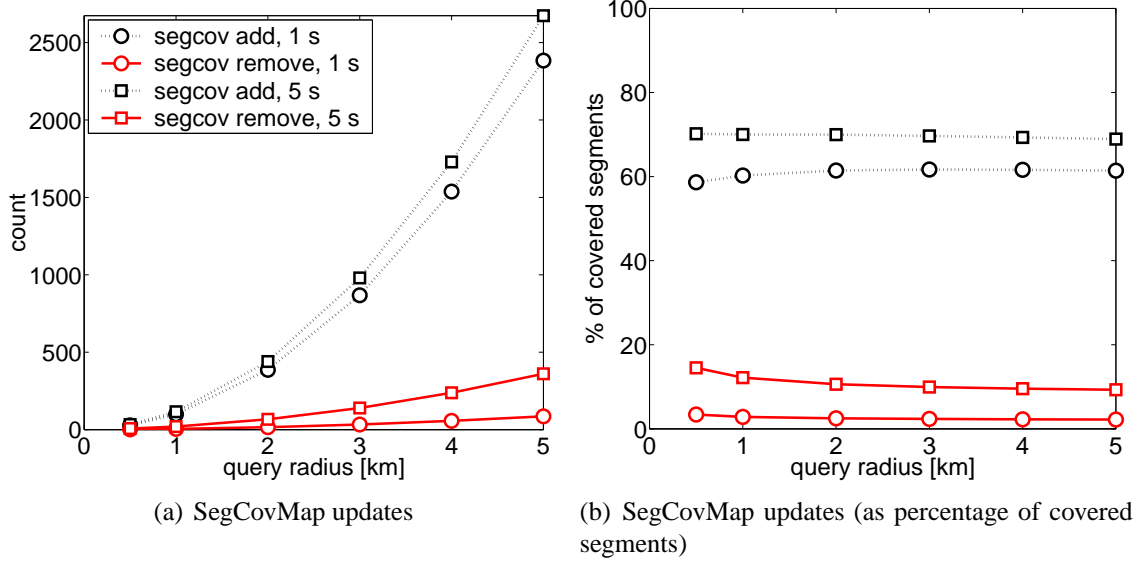 2500
2000
1500
1000
500
0
count
segcov add, 1 s
segcov remove, 1 s
segcov add, 5 s
segcov remove, 5 s
0 1 2 3 4 5
query radius [km]
(a) SegCovMap updates
100
80
60
40
20
0
% of covered segments
0 1 2 3 4 5
query radius [km]
(b) SegCovMap updates (as percentage of covered
segments)